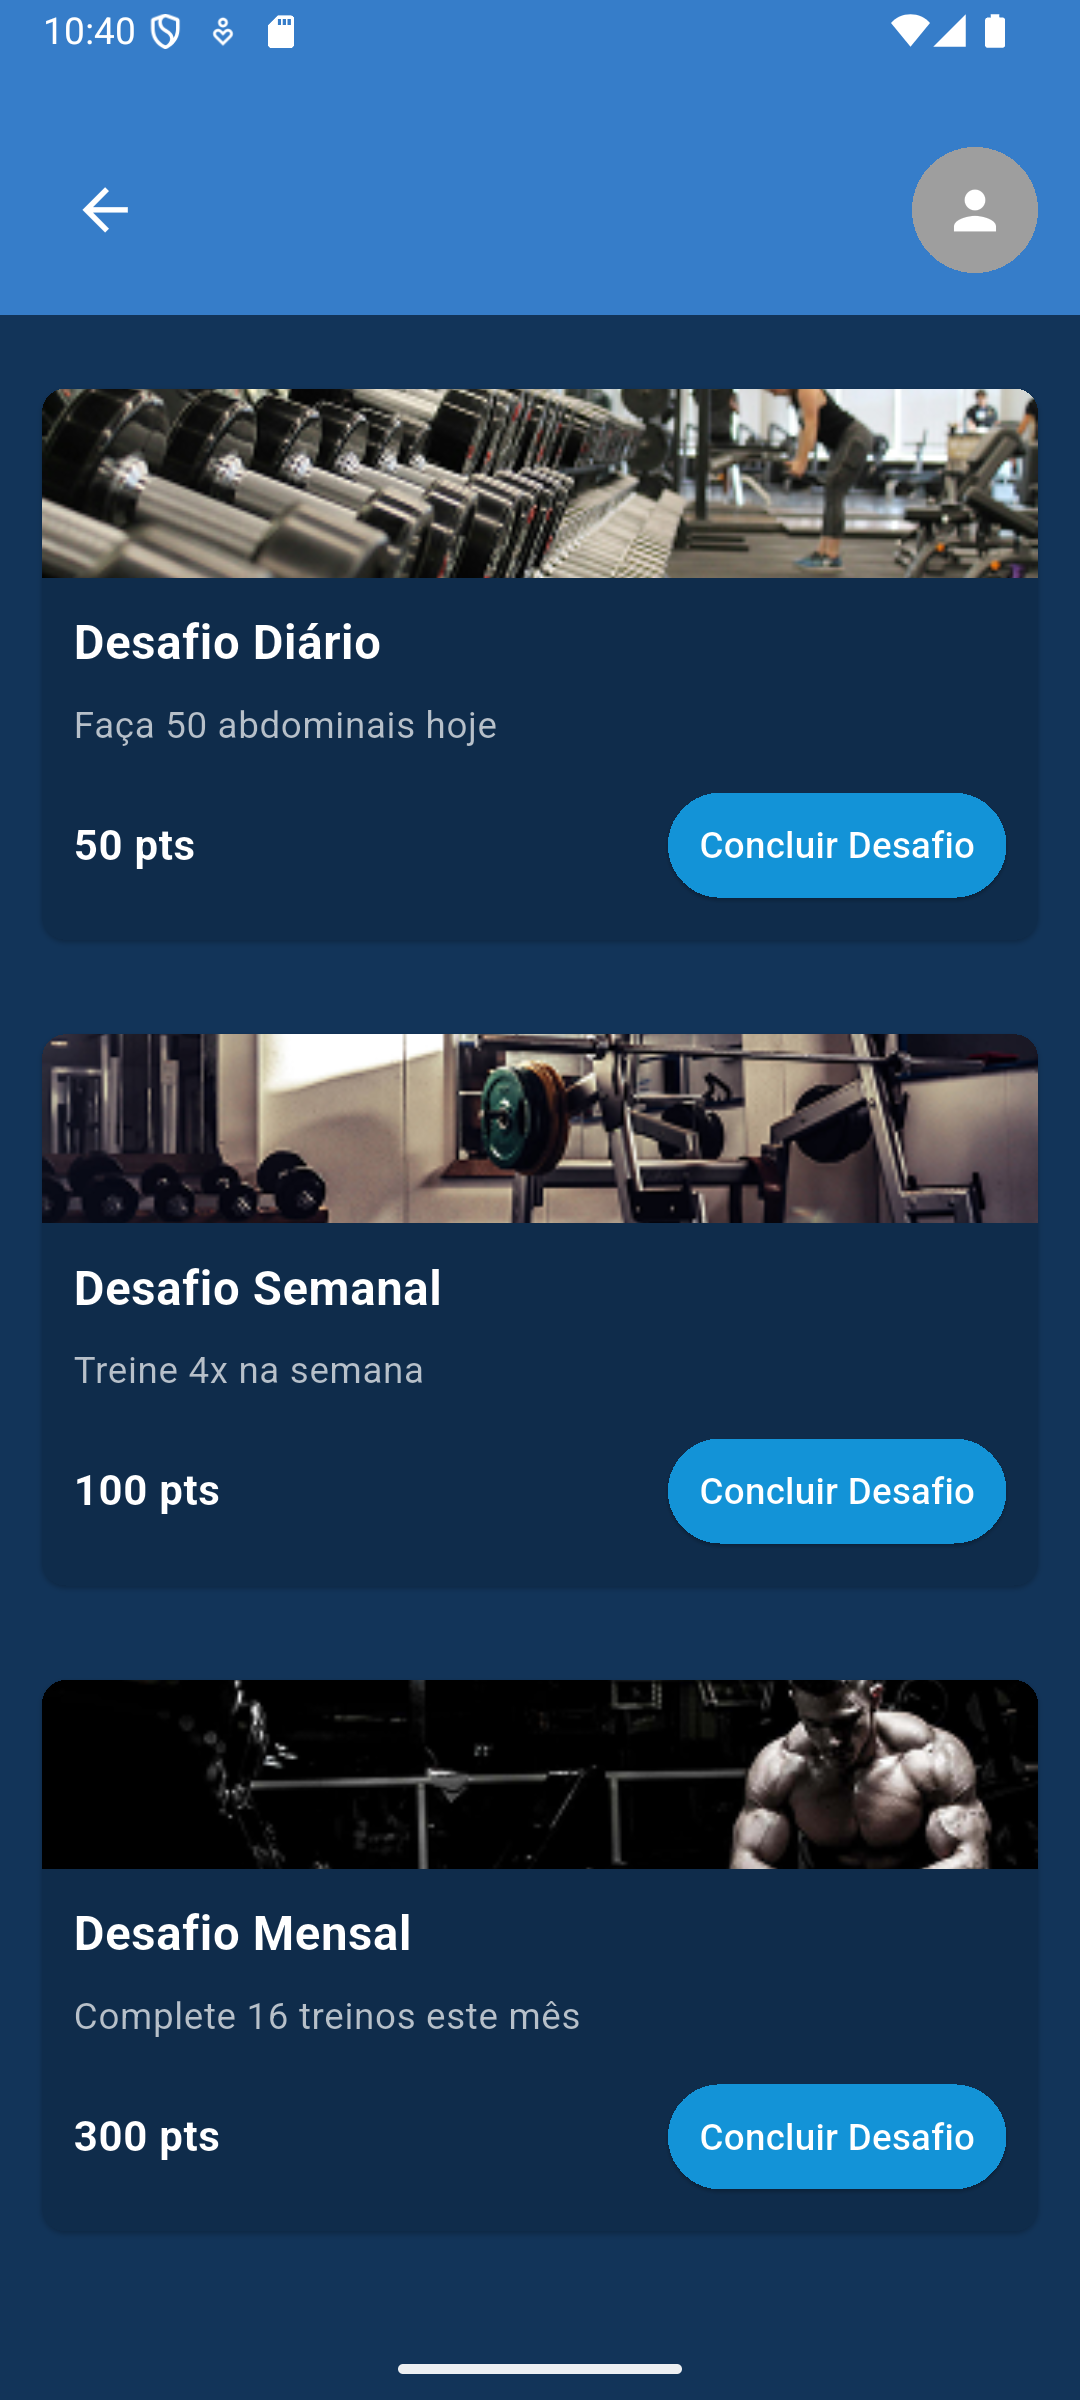 10:40
Desafio Diário
Faça 50 abdominais hoje
50 pts
Concluir Desafio
Desafio Semanal
Treine 4x na semana
100 pts
Concluir Desafio
Desafio Mensal
Complete 16 treinos este mês
300 pts
Concluir Desafio